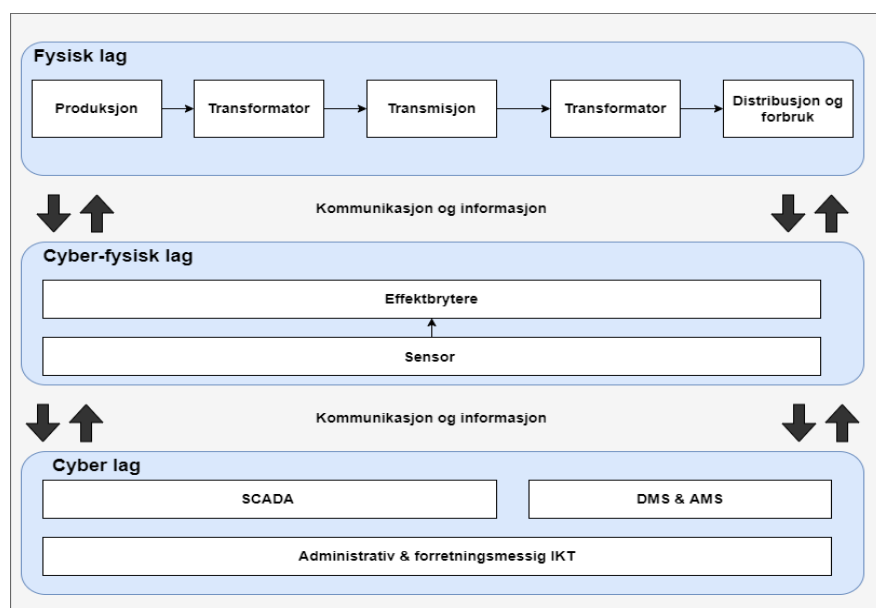 Fysisk lag
Produksjon
Transformator
Transmisjon
Transformator
Distribusjon og
forbruk
Kommunikasjon og informasjon
Cyber-fysisk lag
Effektbrytere
Sensor
Kommunikasjon og informasjon
Cyber lag
SCADA
DMS & AMS
Administrativ & forretningsmessig IKT